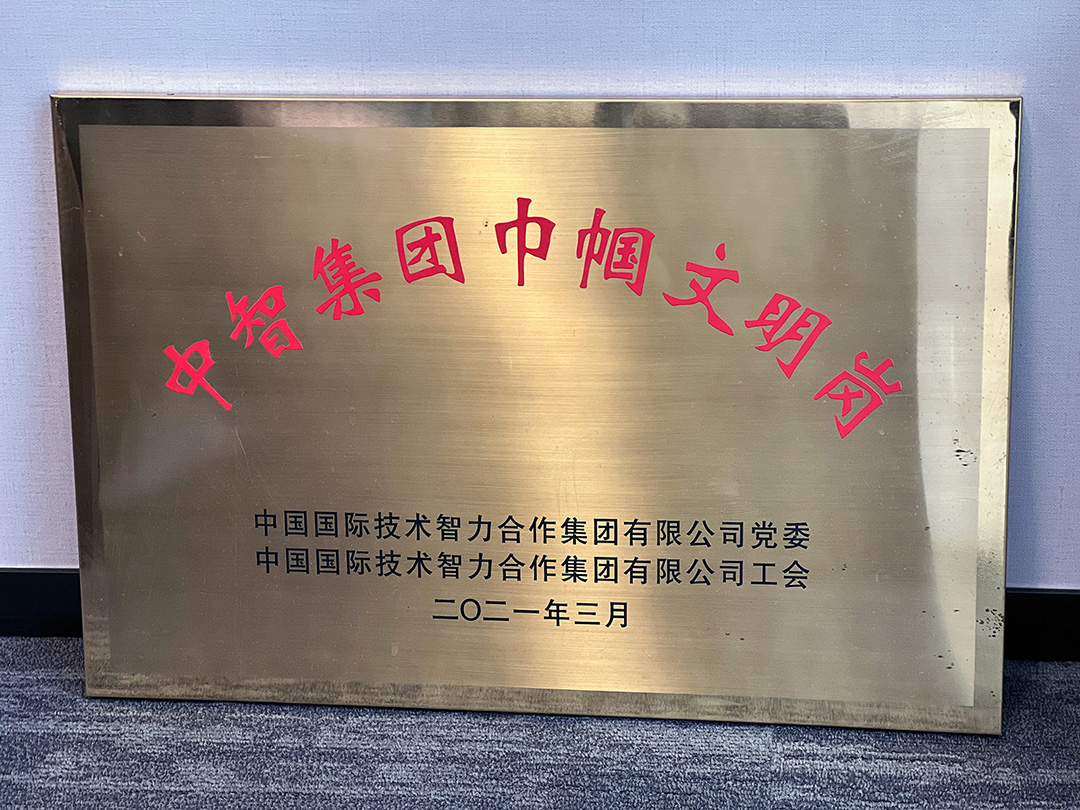 中智集团巾帼文明岗
中国国际技术智力合作集团有限公司党委
中国国际技术智力合作集团有限公司工会
二〇二一年三月